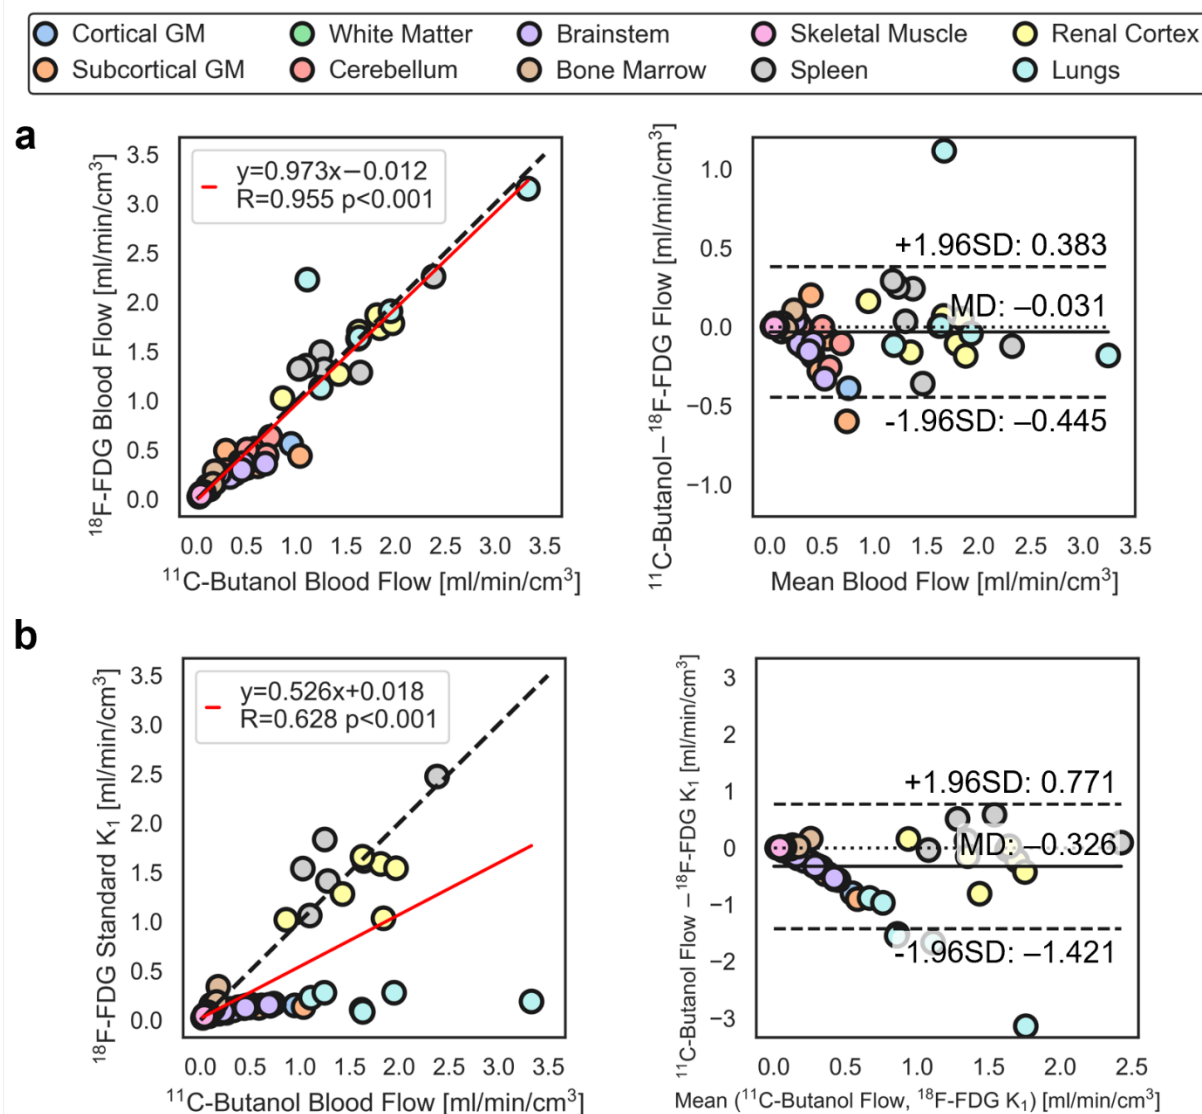 Cortical GM White Matter Brainstem Skeletal Muscle Renal Cortex
Subcortical GM Cerebellum Bone Marrow Spleen Lungs
a
y=0.973x−0.012
R=0.955 p<0.001
3.5
3.0
2.5
2.0
1.5
1.0
0.5
0.0
¹⁸F-FDG Blood Flow [ml/min/cm³]
0.0 0.5 1.0 1.5 2.0 2.5 3.0 3.5
¹¹C-Butanol Blood Flow [ml/min/cm³]
1.0
0.5
0.0
−0.5
−1.0
¹¹C-Butanol−¹⁸F-FDG Flow [ml/min/cm³]
+1.96SD: 0.383
MD: −0.031
-1.96SD: −0.445
0.0 0.5 1.0 1.5 2.0 2.5 3.0 3.5
Mean Blood Flow [ml/min/cm³]
b
y=0.526x+0.018
R=0.628 p<0.001
3.5
3.0
2.5
2.0
1.5
1.0
0.5
0.0
¹⁸F-FDG Standard K₁ [ml/min/cm³]
0.0 0.5 1.0 1.5 2.0 2.5 3.0 3.5
¹¹C-Butanol Blood Flow [ml/min/cm³]
3
2
1
0
−1
−2
−3
¹¹C-Butanol Flow −¹⁸F-FDG K₁ [ml/min/cm³]
+1.96SD: 0.771
MD: −0.326
-1.96SD: −1.421
0.0 0.5 1.0 1.5 2.0 2.5
Mean (¹¹C-Butanol Flow, ¹⁸F-FDG K₁) [ml/min/cm³]